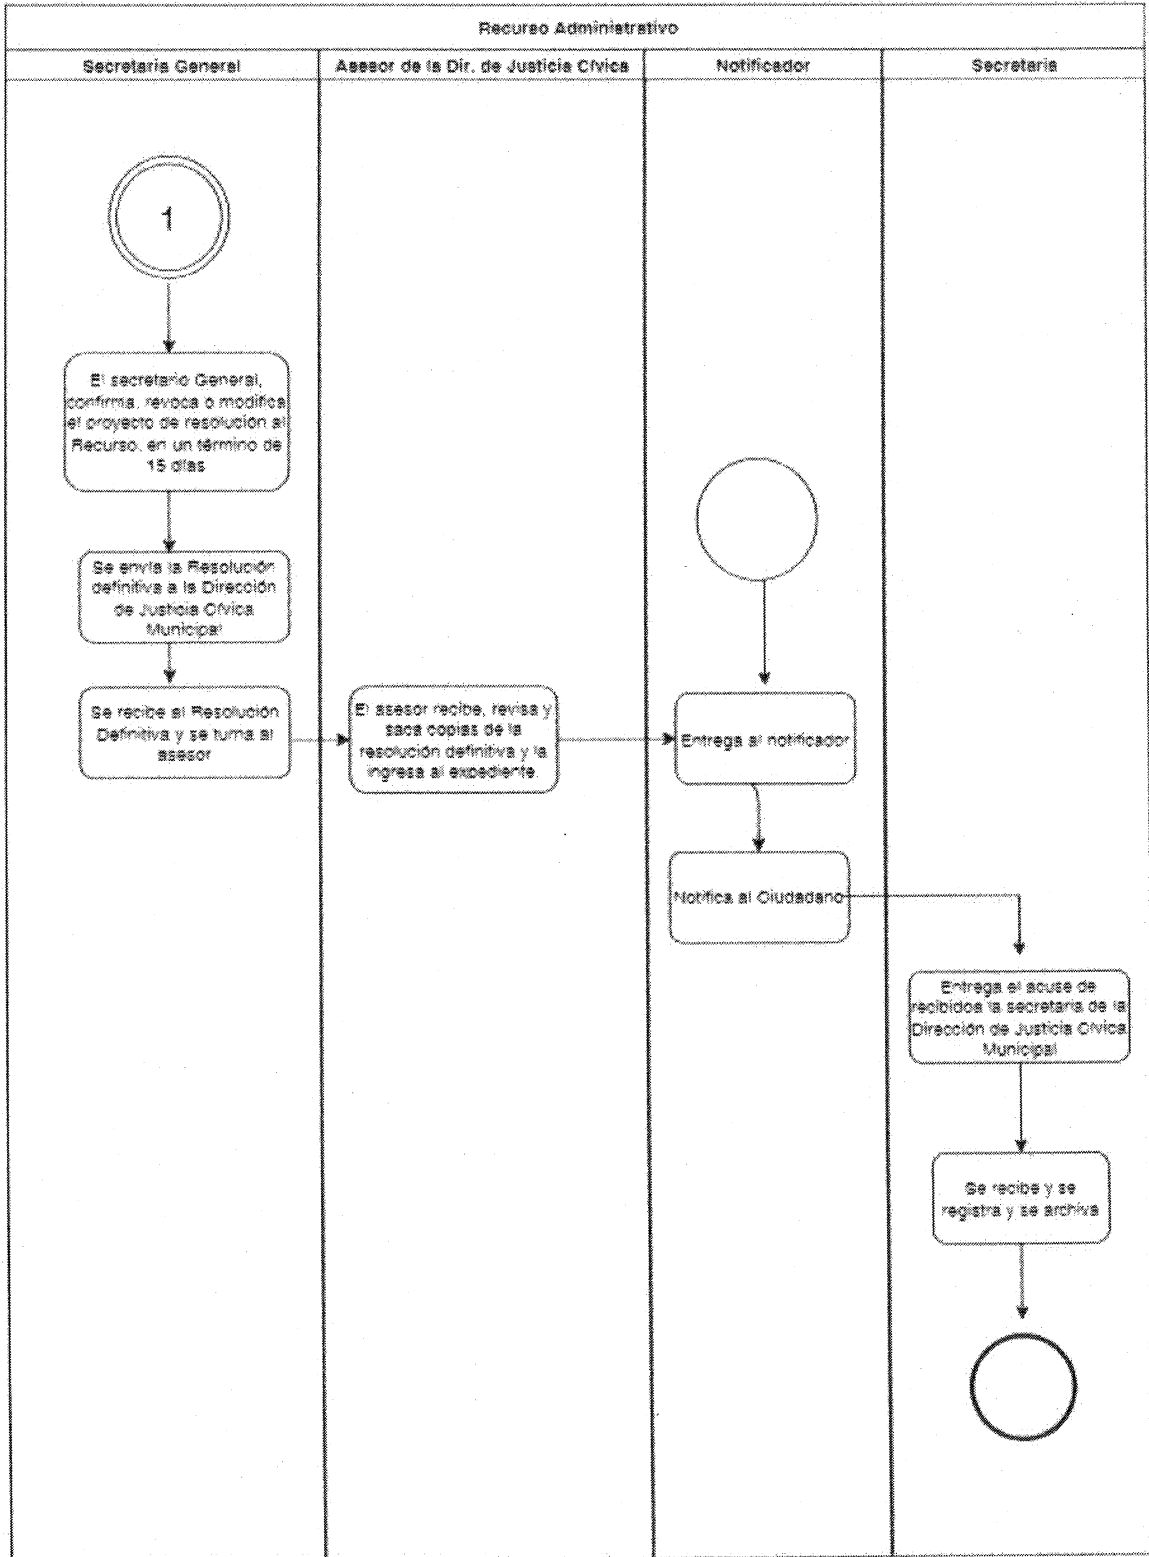 Recurso Administrativo
Secretaria General
Asesor de la Dir. de Justicia Cívica
Notificador
Secretaria
1
El secretario General,
confirma, revoca o modifica
el proyecto de resolución al
Recurso, en un término de
15 días
Se envía la Resolución
definitiva a la Dirección
de Justicia Cívica
Municipal
Se recibe al Resolución
Definitiva y se turna al
asesor
El asesor recibe, revisa y
saca copias de la
resolución definitiva y la
ingresa al expediente.
Entrega al notificador
Notifica al Ciudadano
Entrega el acuse de
recibidos la secretaria de la
Dirección de Justicia Cívica
Municipal
Se recibe y se
registra y se archiva